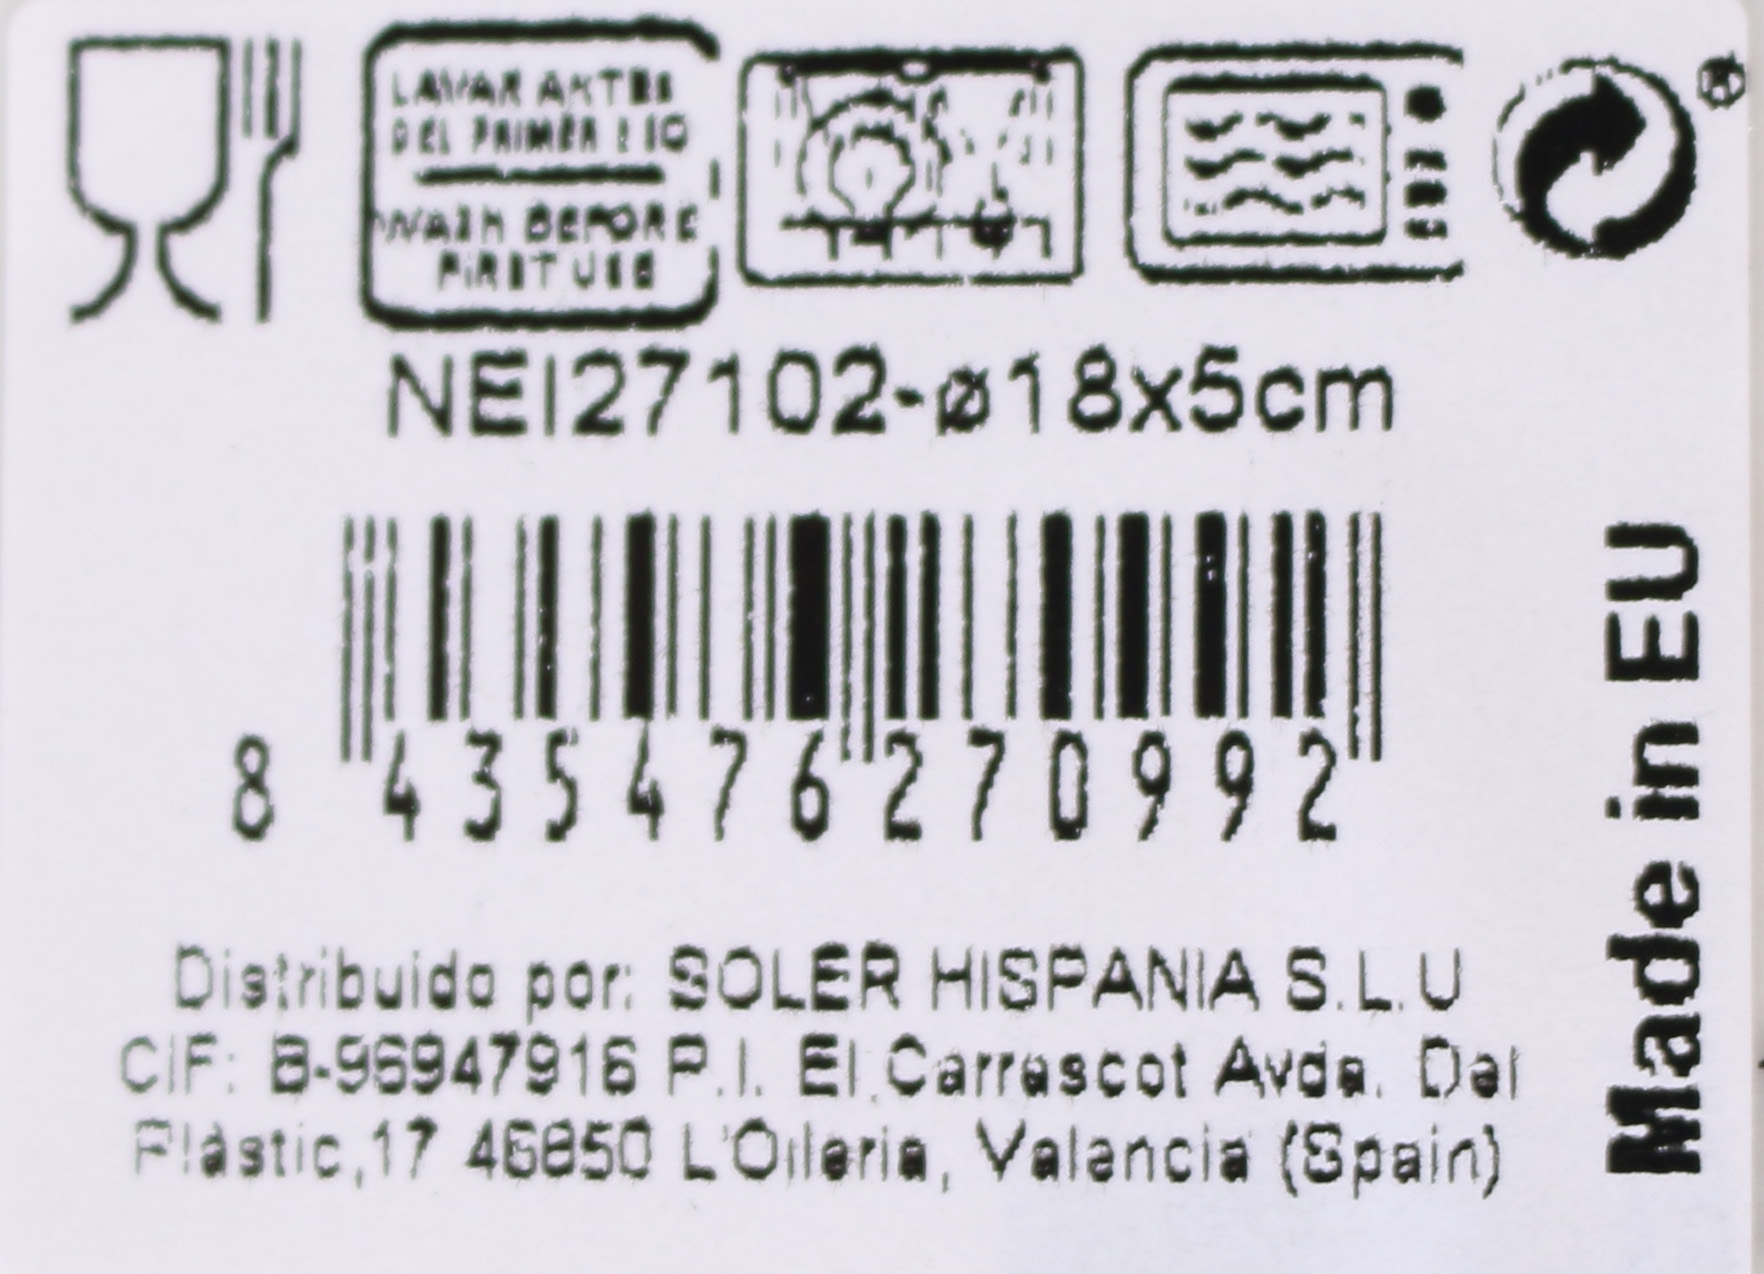 LAVAR ANTES
DEL PRIMER USO
WASH BEFORE
FIRST USE
®
NEI27102-ø18x5cm
8 435476 270992
Made in EU
Distribuido por: SOLER HISPANIA S.L.U
CIF: B-96947916 P.I. El Carrascot Avda. Del
Plàstic,17 46850 L'Olleria, Valencia (Spain)